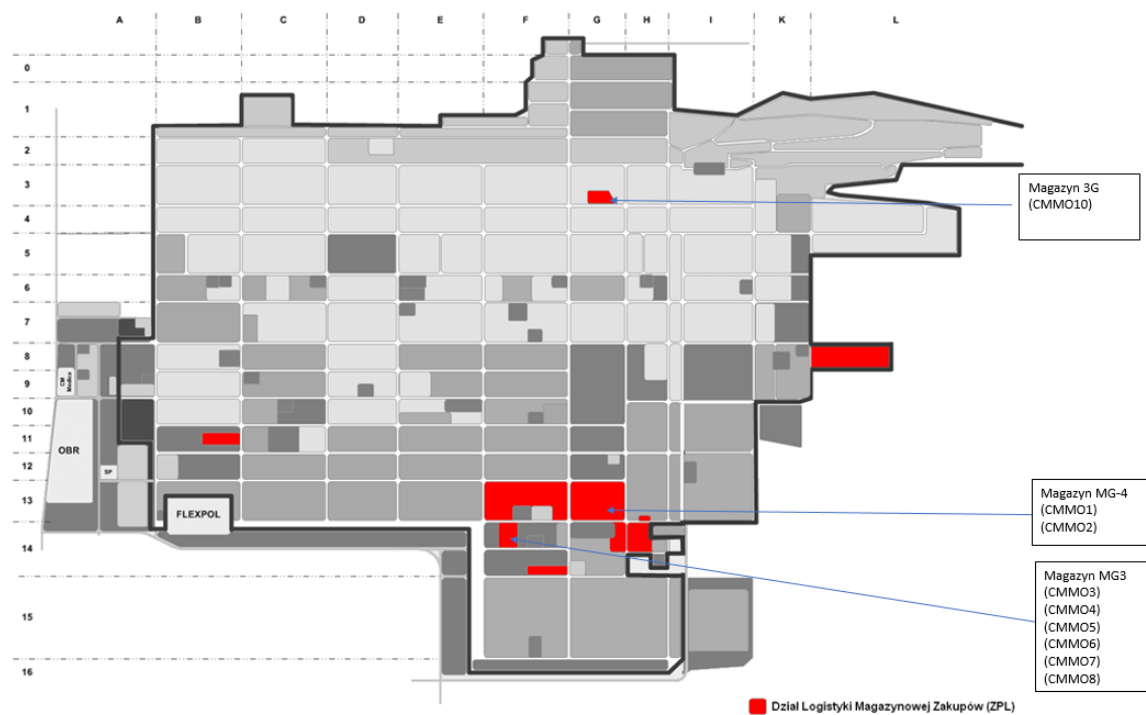 A B C D E F G H I K L
0
1
2
3
4
5
6
7
8
9
10
11
12
13
14
15
16
Magazyn 3G
(CMMO10)
CM
Medica
OBR
SP
FLEXPOL
Magazyn MG-4
(CMMO1)
(CMMO2)
Magazyn MG3
(CMMO3)
(CMMO4)
(CMMO5)
(CMMO6)
(CMMO7)
(CMMO8)
Dział Logistyki Magazynowej Zakupów (ZPL)